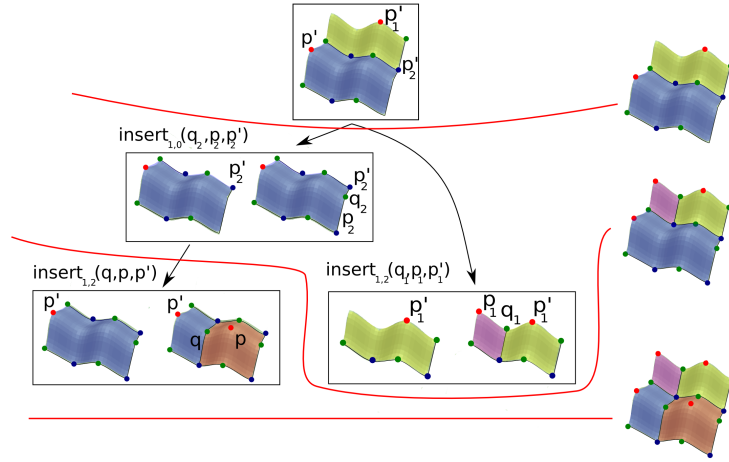 p'₁
p'
p'₂
insert₁,₀(q₂,p₂,p'₂)
p'₂ p'₂
q₂
p₂
insert₁,₂(q,p,p') insert₁,₂(q₁,p₁,p'₁)
p' p' p'₁ p₁ q₁ p'₁
q p